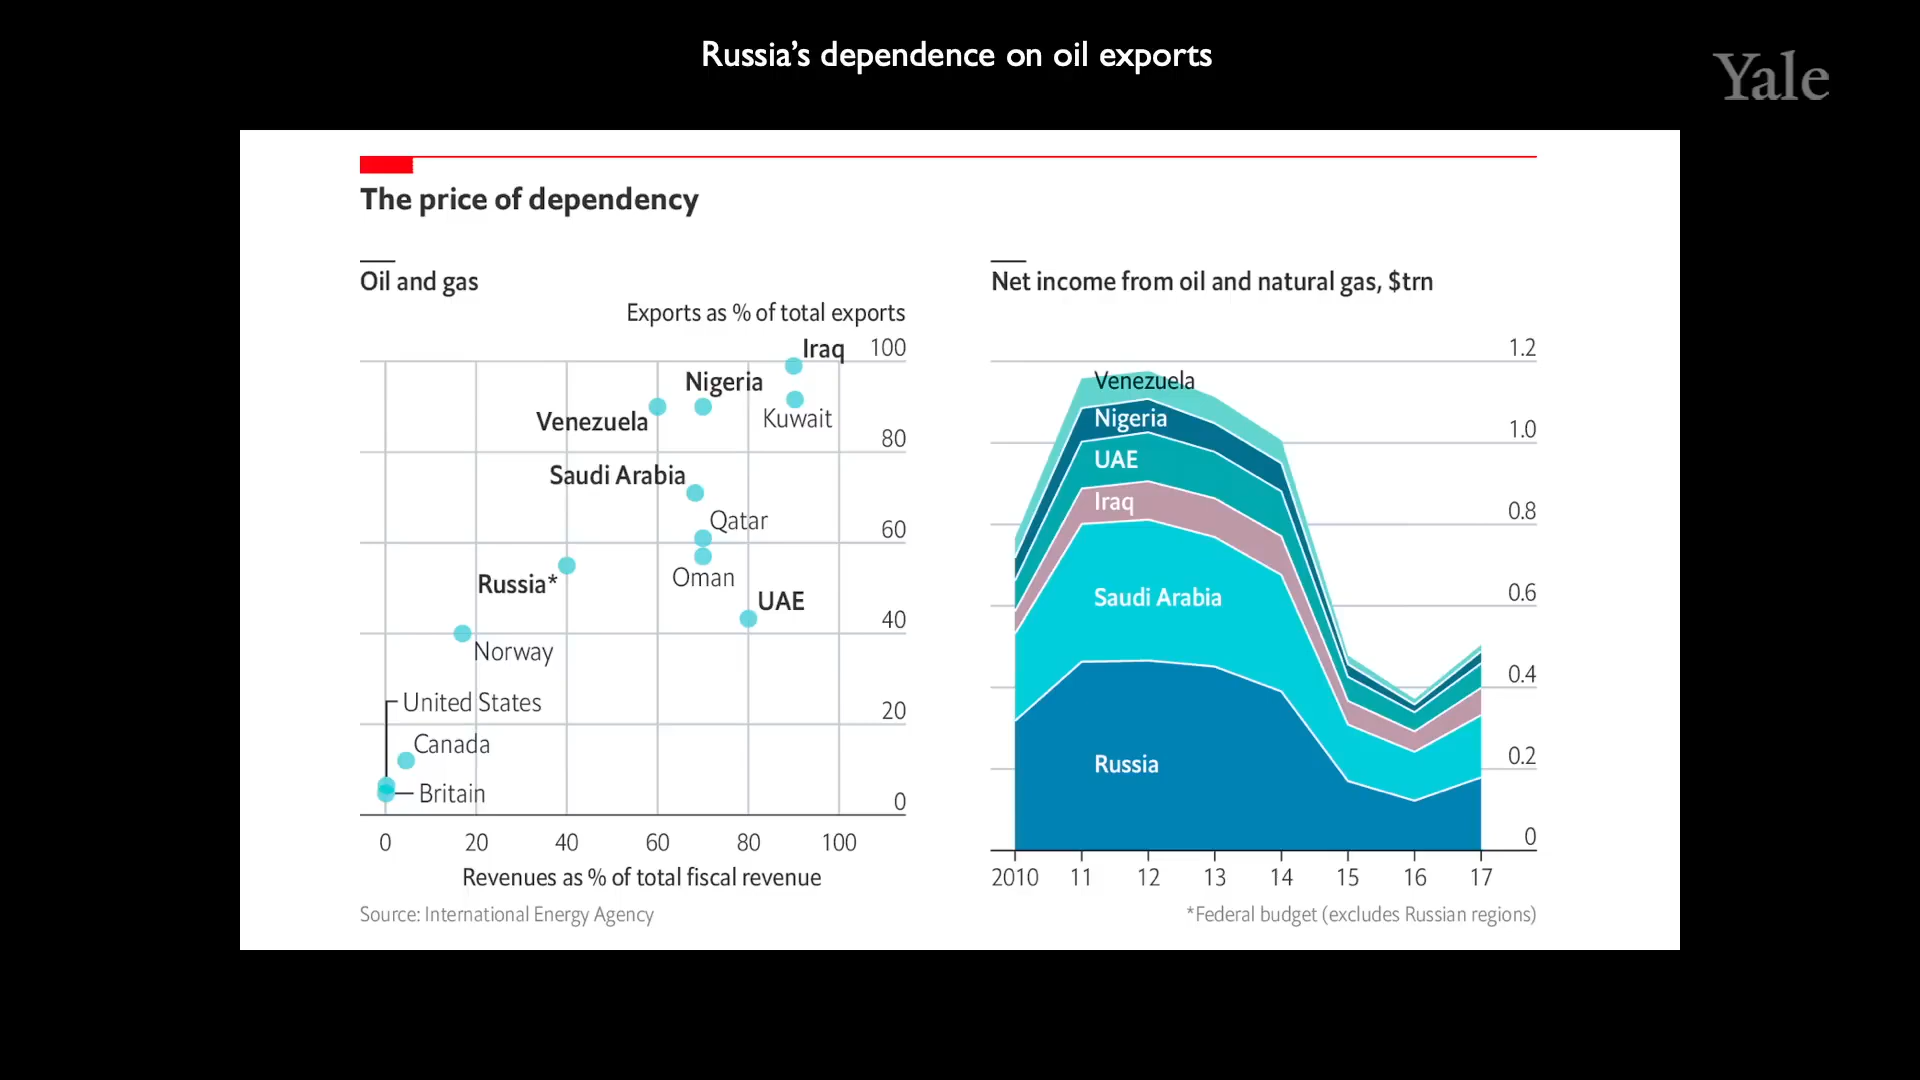 Russia’s dependence on oil exports
Yale
The price of dependency
Oil and gas
Exports as % of total exports
Iraq
100
Nigeria
Venezuela
Kuwait
80
Saudi Arabia
Qatar
60
Russia*
Oman
UAE
40
Norway
United States
20
Canada
Britain
0
0 20 40 60 80 100
Revenues as % of total fiscal revenue
Source: International Energy Agency
Net income from oil and natural gas, $trn
1.2
Venezuela
Nigeria
1.0
UAE
Iraq
0.8
Saudi Arabia
0.6
0.4
Russia
0.2
0
2010 11 12 13 14 15 16 17
*Federal budget (excludes Russian regions)